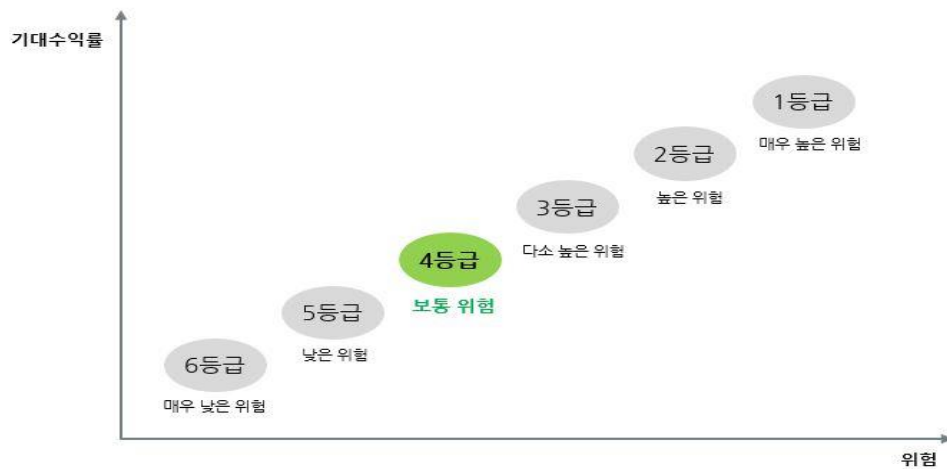 기대수익률
1등급
매우 높은 위험
2등급
높은 위험
3등급
다소 높은 위험
4등급
보통 위험
5등급
낮은 위험
6등급
매우 낮은 위험
위험